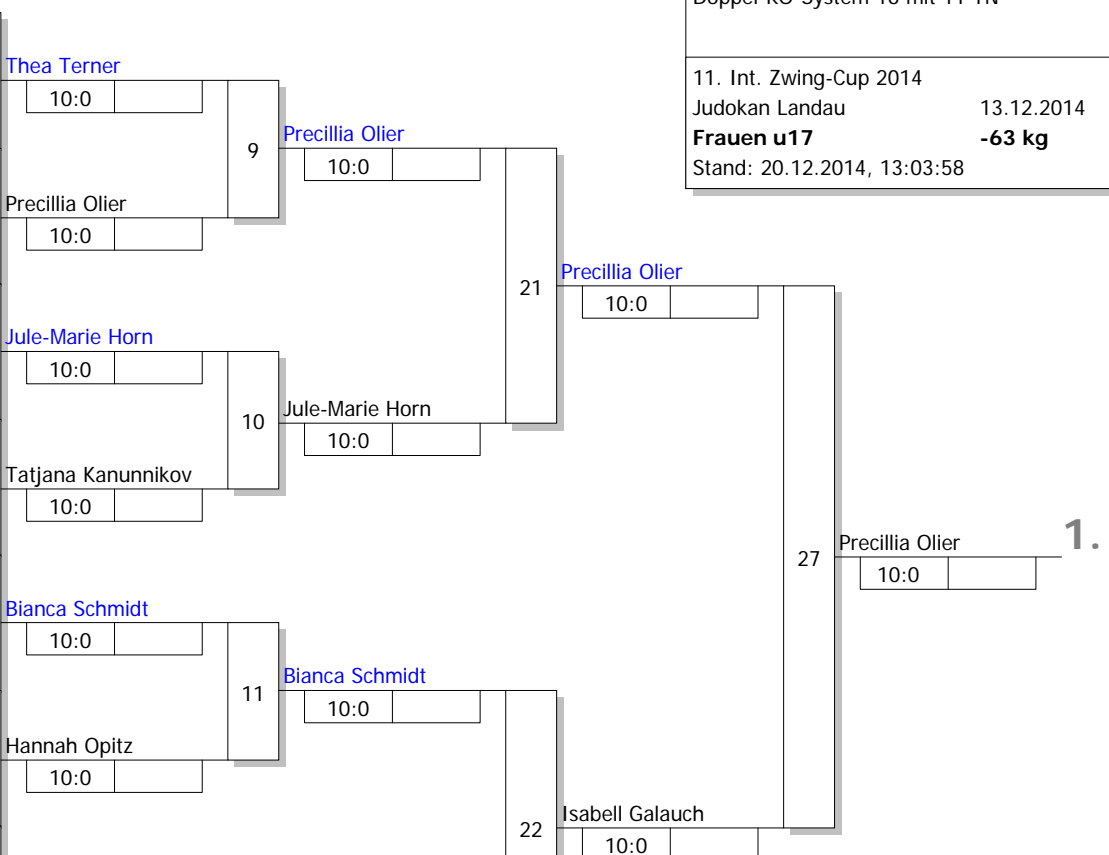 Doppel-KO-System 16 mit 11 TN
11. Int. Zwing-Cup 2014
Judokan Landau 13.12.2014
Frauen u17 -63 kg
Stand: 20.12.2014, 13:03:58
Thea Terner
10:0
9
Precillia Olier
10:0
Precillia Olier
10:0
21
Precillia Olier
10:0
Jule-Marie Horn
10:0
10
Jule-Marie Horn
10:0
Tatjana Kanunnikov
10:0
27
Precillia Olier
10:0
1.
Bianca Schmidt
10:0
11
Bianca Schmidt
10:0
Hannah Opitz
10:0
22
Isabell Galauch
10:0